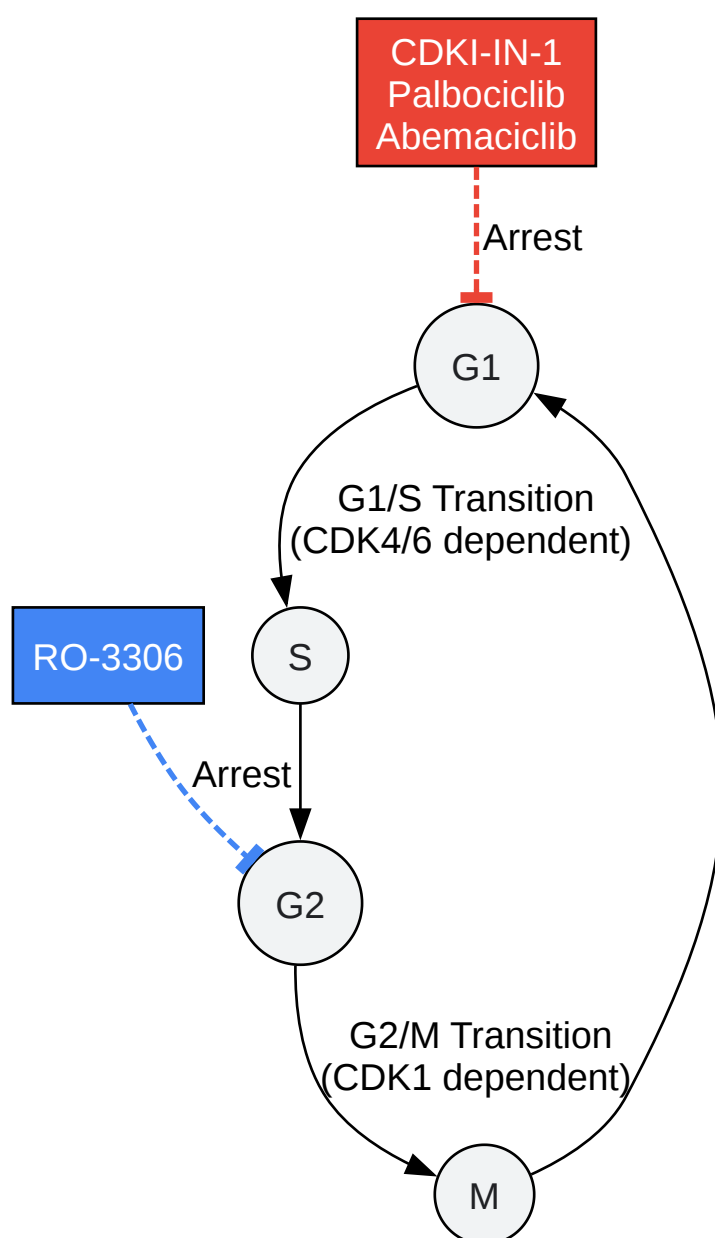 CDKI-IN-1
Palbociclib
Abemaciclib
Arrest
G1
G1/S Transition
(CDK4/6 dependent)
RO-3306
S
Arrest
G2
G2/M Transition
(CDK1 dependent)
M